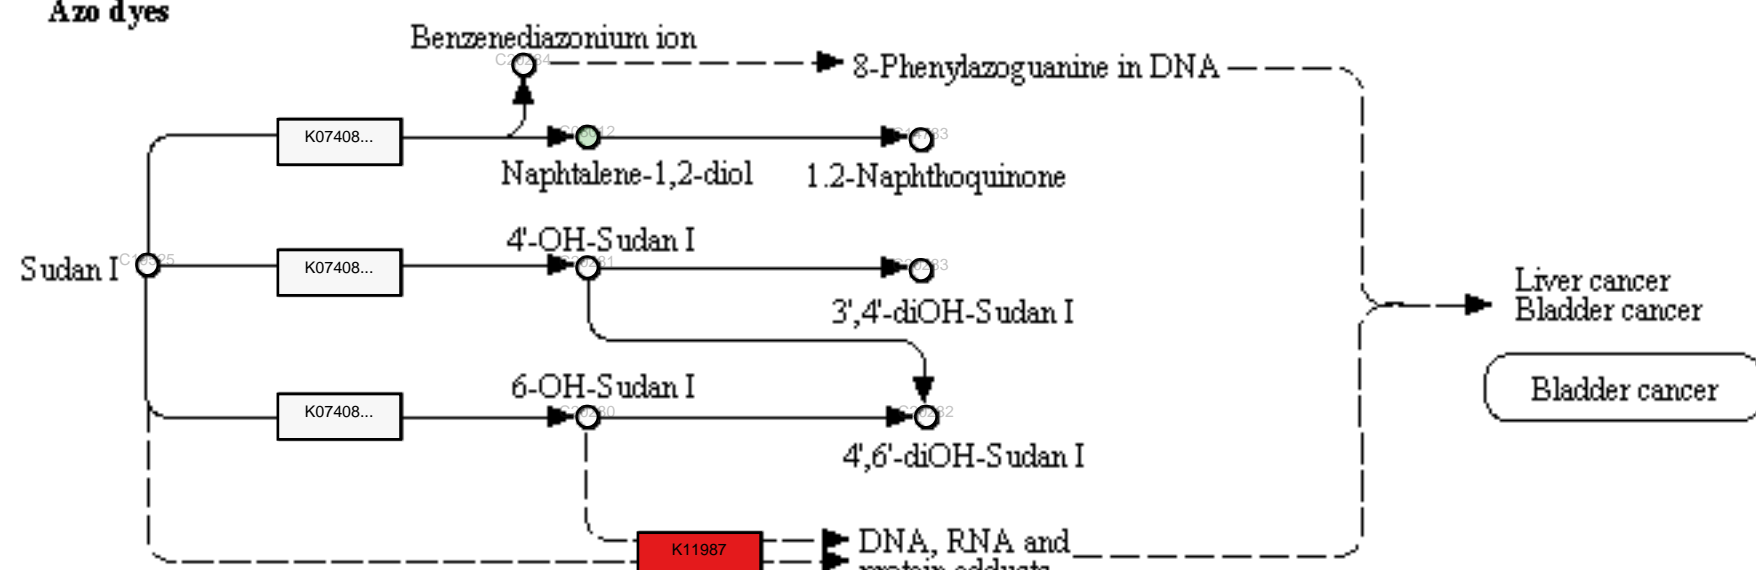 Azo dyes
Benzenediazonium ion
8-Phenylazoguanine in DNA
K07408...
Naphtalene-1,2-diol
1.2-Naphthoquinone
4'-OH-Sudan I
Sudan I
K07408...
3',4'-diOH-Sudan I
Liver cancer
Bladder cancer
6-OH-Sudan I
Bladder cancer
K07408...
4',6'-diOH-Sudan I
K11987
DNA, RNA and
protein adducts